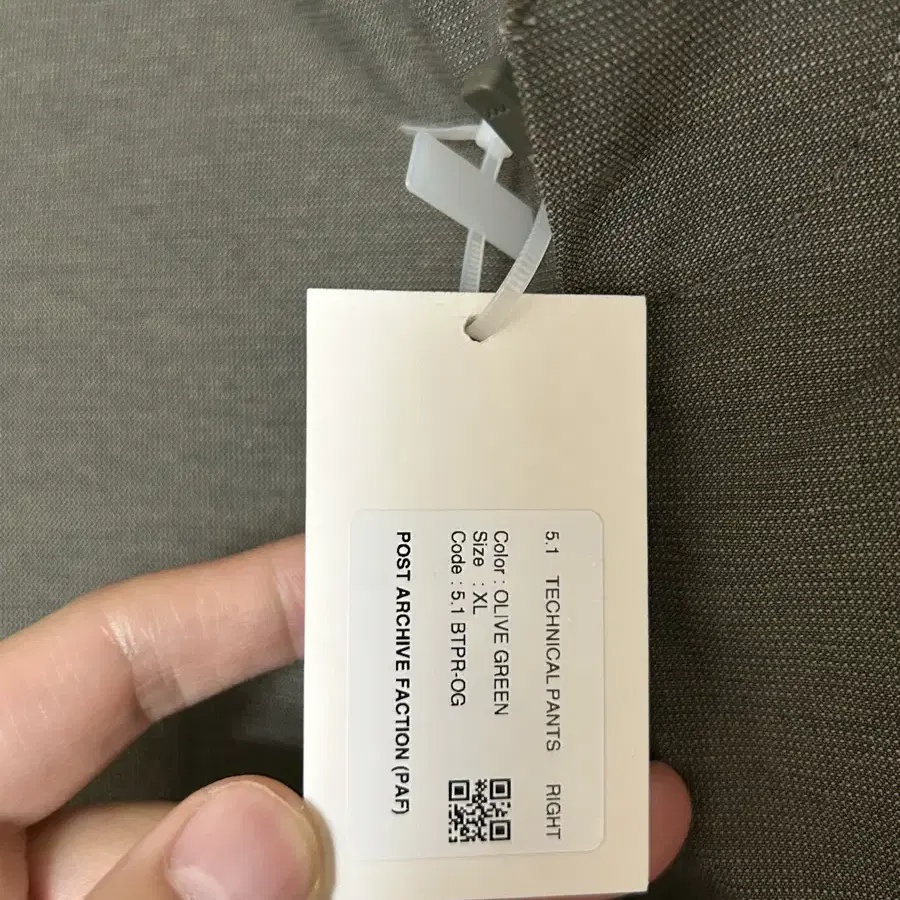 5.1 TECHNICAL PANTS RIGHT
Color : OLIVE GREEN
Size : XL
Code : 5.1 BTPR-OG
POST ARCHIVE FACTION (PAF)